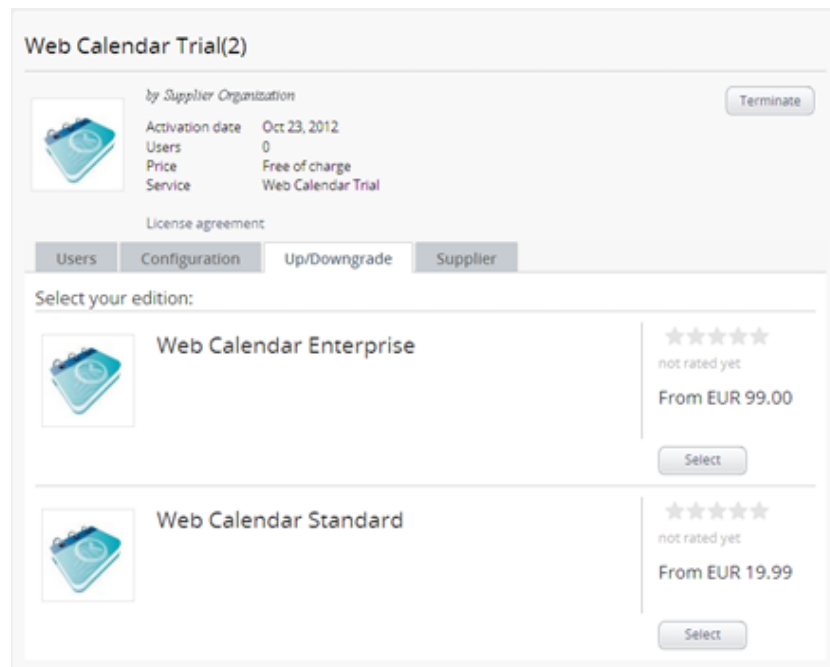 Web Calendar Trial(2)
by Supplier Organization
Terminate
Activation date Oct 23, 2012
Users 0
Price Free of charge
Service Web Calendar Trial
License agreement
Users Configuration Up/Downgrade Supplier
Select your edition:
Web Calendar Enterprise
not rated yet
From EUR 99.00
Select
Web Calendar Standard
not rated yet
From EUR 19.99
Select